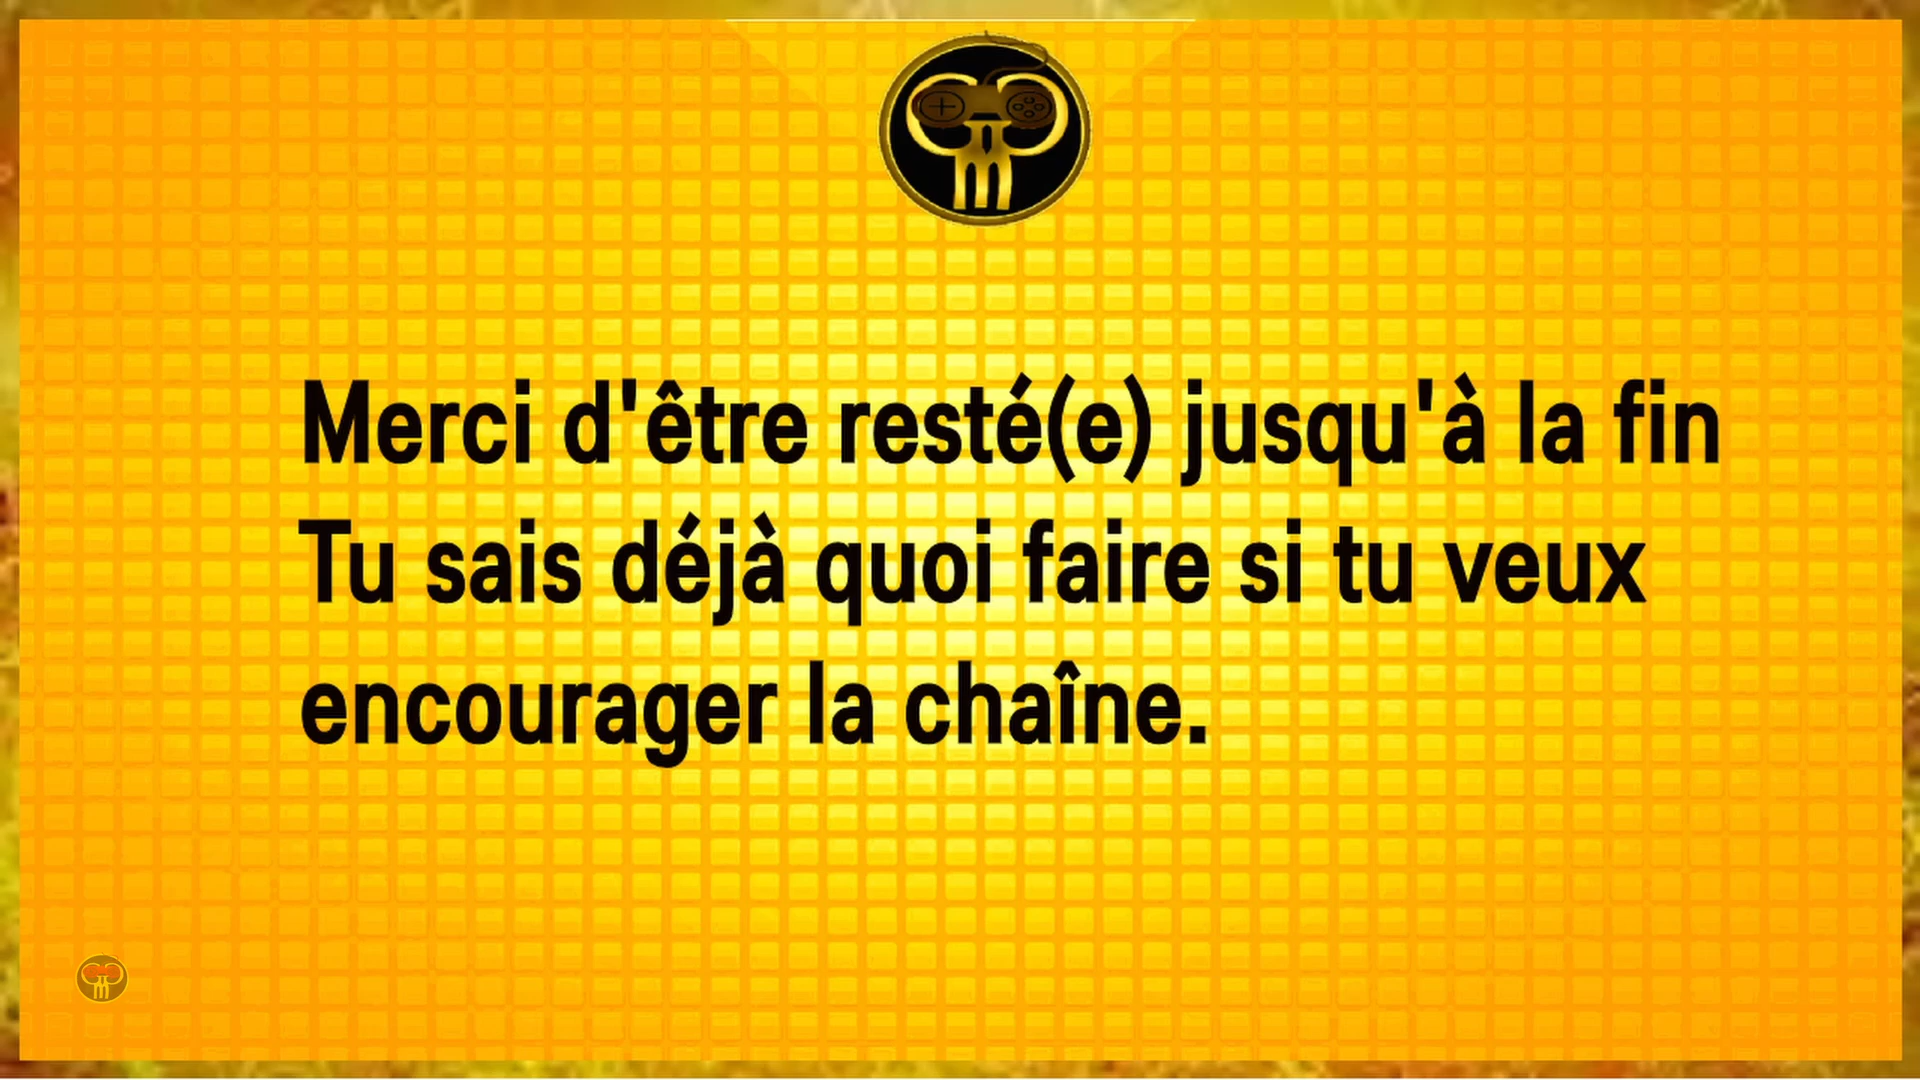 Merci d'être resté(e) jusqu'à la fin
Tu sais déjà quoi faire si tu veux
encourager la chaîne.